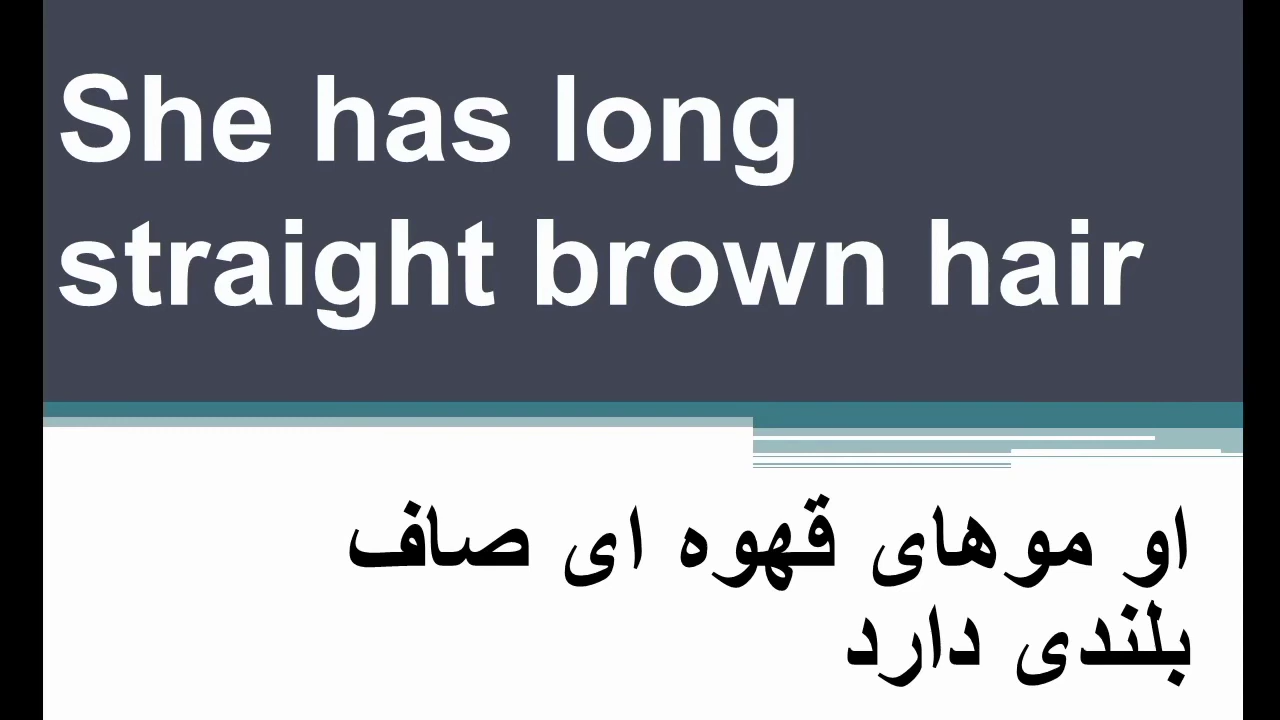 She has long
straight brown hair
او موهای قهوه ای صاف
بلندی دارد